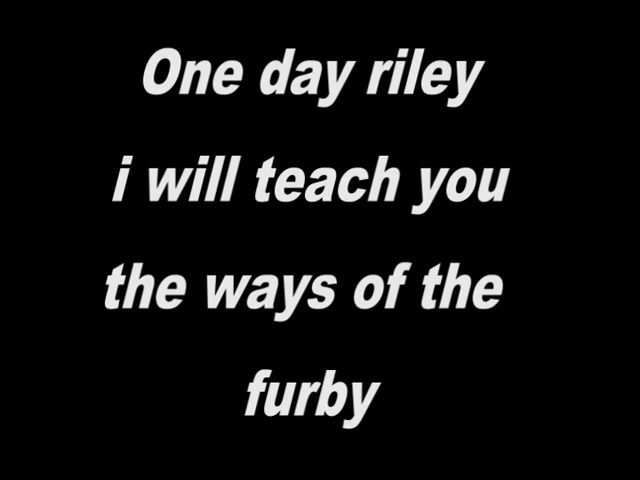 One day riley
i will teach you
the ways of the
furby